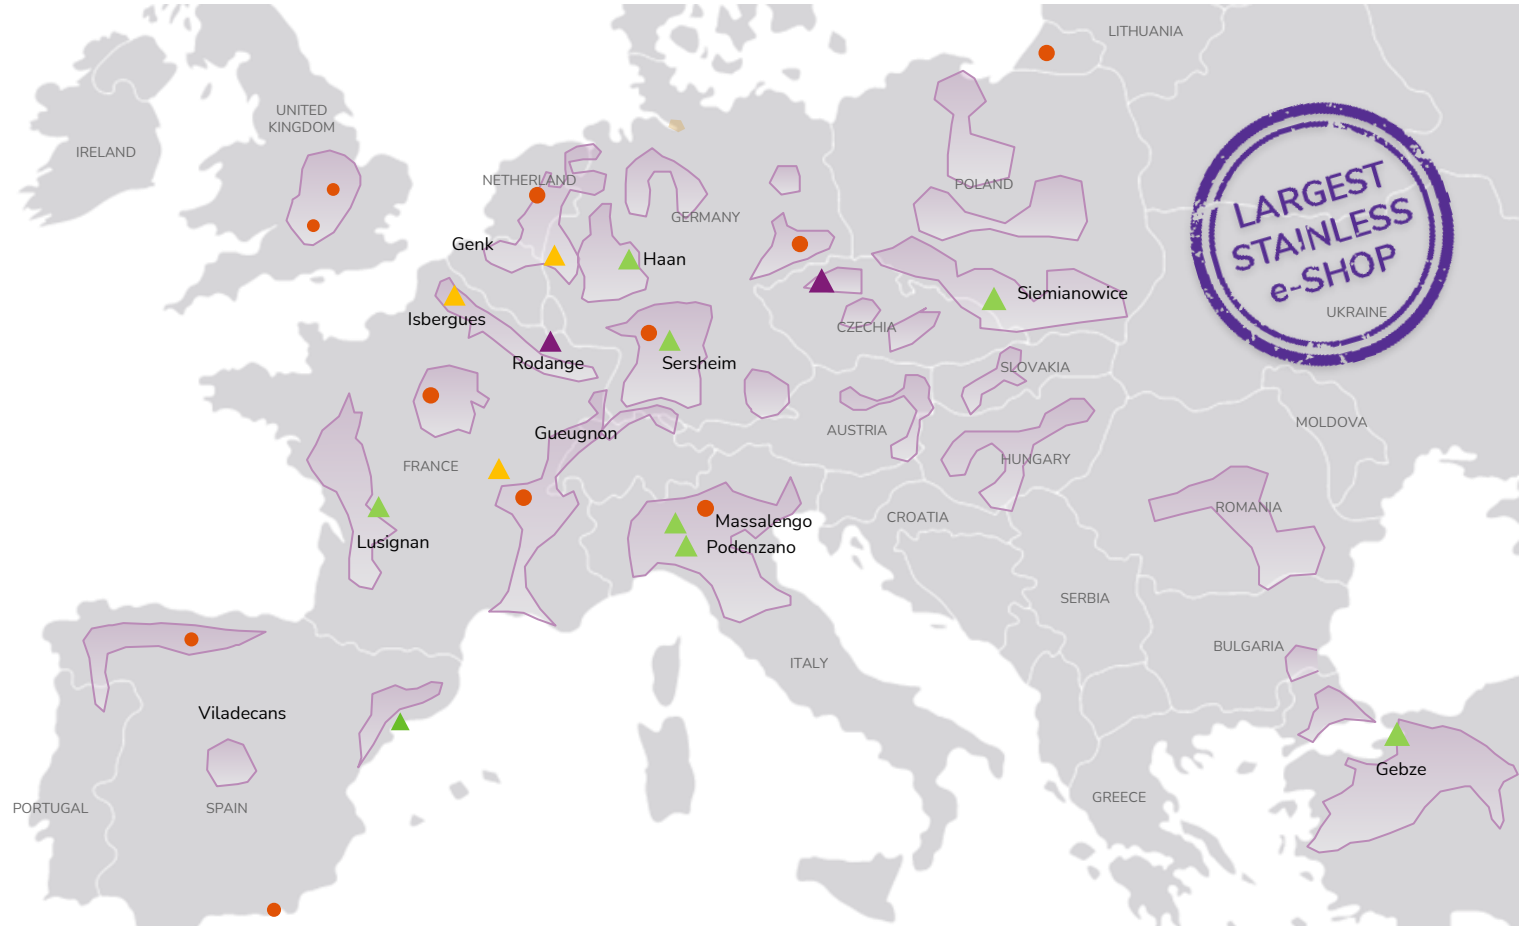 LITHUANIA
UNITED
KINGDOM
IRELAND
NETHERLAND
POLAND
GERMANY
LARGEST
STAINLESS
e-SHOP
Genk
Haan
Siemianowice
Isbergues
UKRAINE
CZECHIA
Rodange
Sersheim
SLOVAKIA
MOLDOVA
AUSTRIA
Gueugnon
FRANCE
HUNGARY
ROMANIA
CROATIA
Massalengo
Lusignan
Podenzano
SERBIA
BULGARIA
ITALY
Viladecans
Gebze
GREECE
PORTUGAL
SPAIN